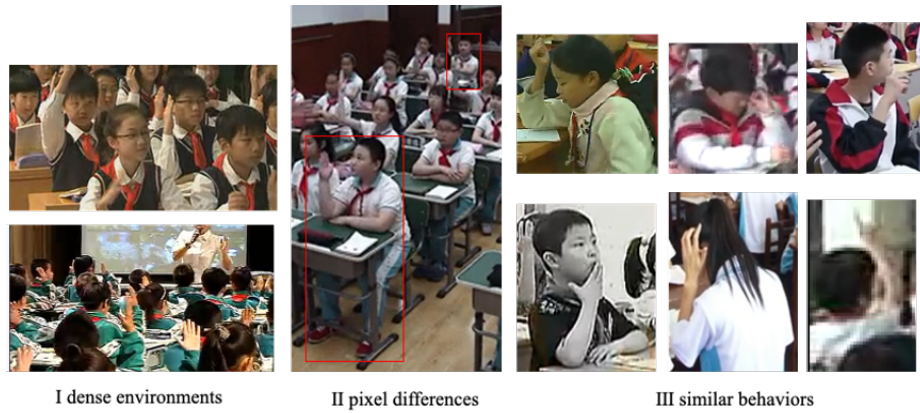 I dense environments
II pixel differences
III similar behaviors